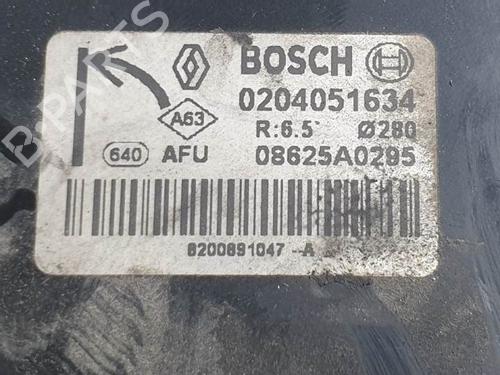 BOSCH
0204051634
A63
R:6.5° Ø280
640 AFU 08625A0295
8200891047--A
B-PARTS